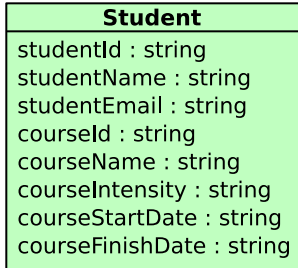 Student
studentId : string
studentName : string
studentEmail : string
courseId : string
courseName : string
courseIntensity : string
courseStartDate : string
courseFinishDate : string